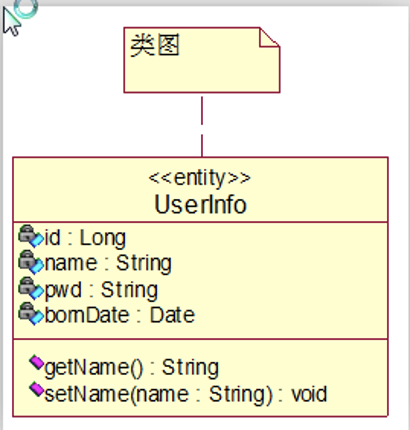 类图
<<entity>>
UserInfo
id : Long
name : String
pwd : String
bornDate : Date
getName() : String
setName(name : String) : void